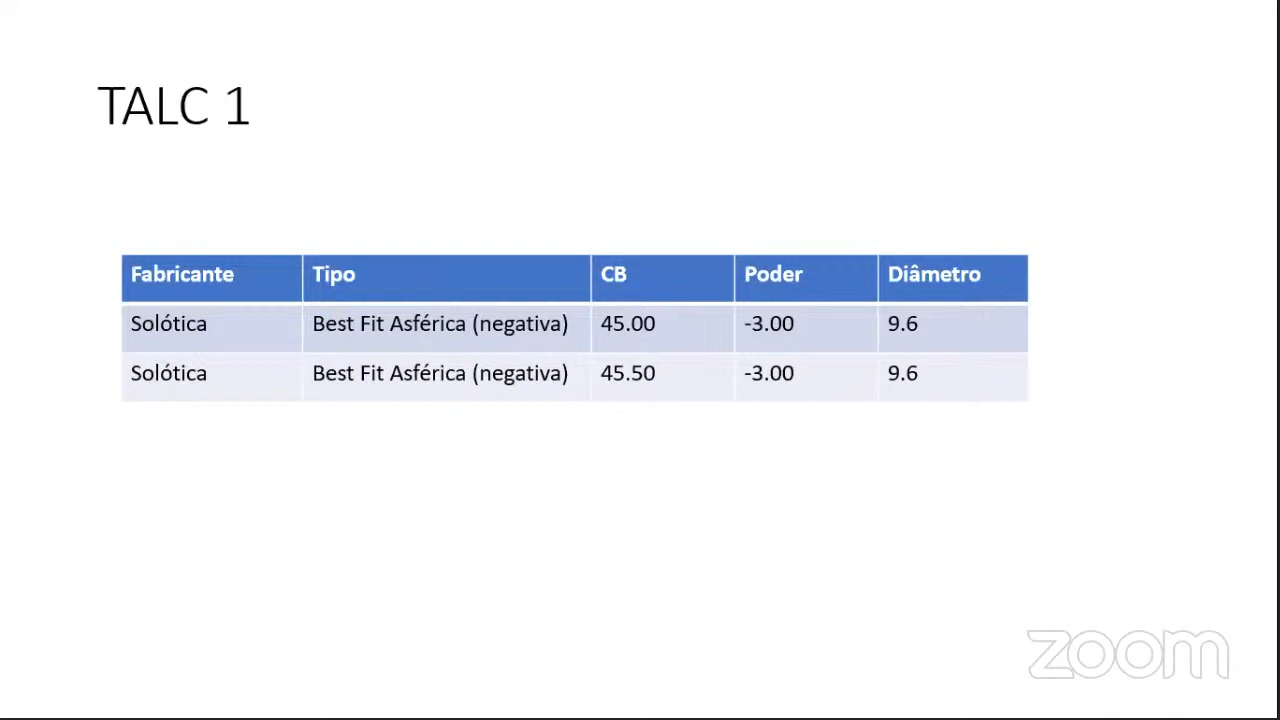 TALC 1
Fabricante Tipo CB Poder Diâmetro
Solótica Best Fit Asférica (negativa) 45.00 -3.00 9.6
Solótica Best Fit Asférica (negativa) 45.50 -3.00 9.6
zoom